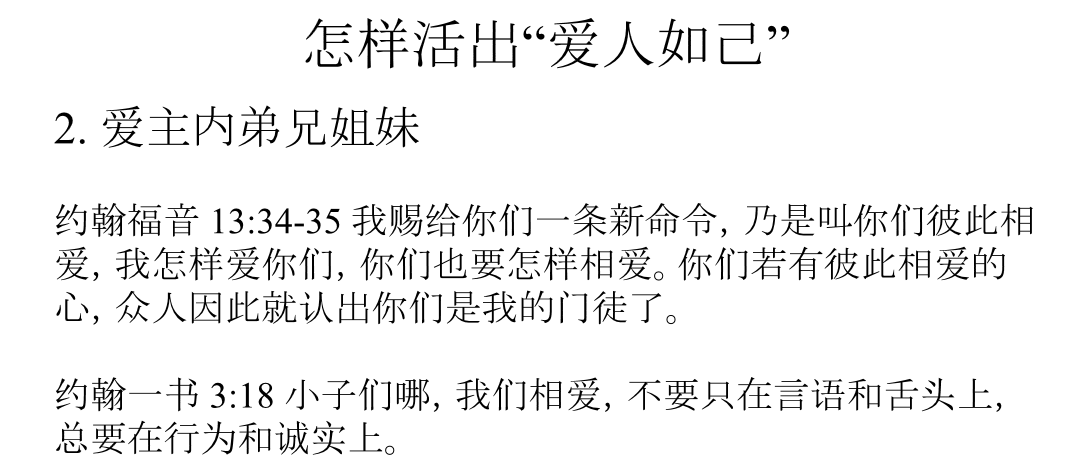 怎样活出“爱人如己”
2. 爱主内弟兄姐妹
约翰福音 13:34-35 我赐给你们一条新命令, 乃是叫你们彼此相
爱, 我怎样爱你们, 你们也要怎样相爱。你们若有彼此相爱的
心, 众人因此就认出你们是我的门徒了。
约翰一书 3:18 小子们哪, 我们相爱, 不要只在言语和舌头上,
总要在行为和诚实上。